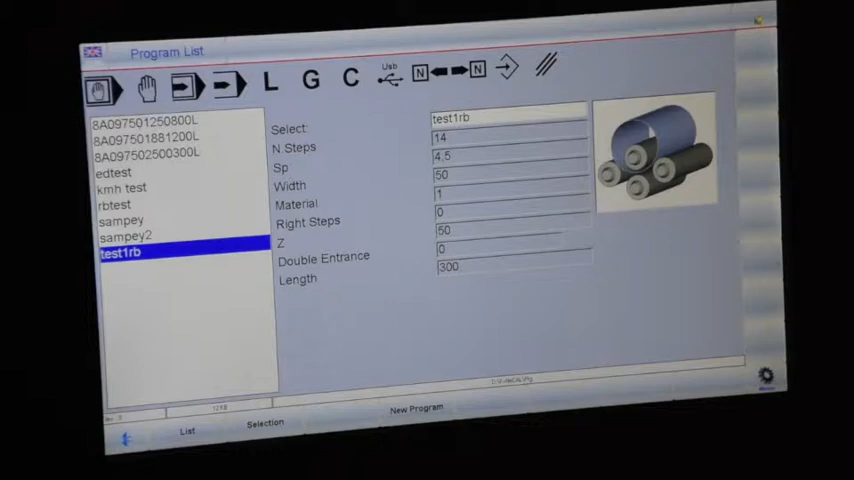 Program List
L G C Usb N N
8A097501250800L
8A097501881200L
8A097502500300L
edtest
kmh test
rbtest
sampey
sampey2
test1rb
Select: test1rb
N.Steps 14
Sp 4,5
Width 50
Material 1
Right Steps 0
Z 50
Double Entrance 0
Length 300
List Selection New Program